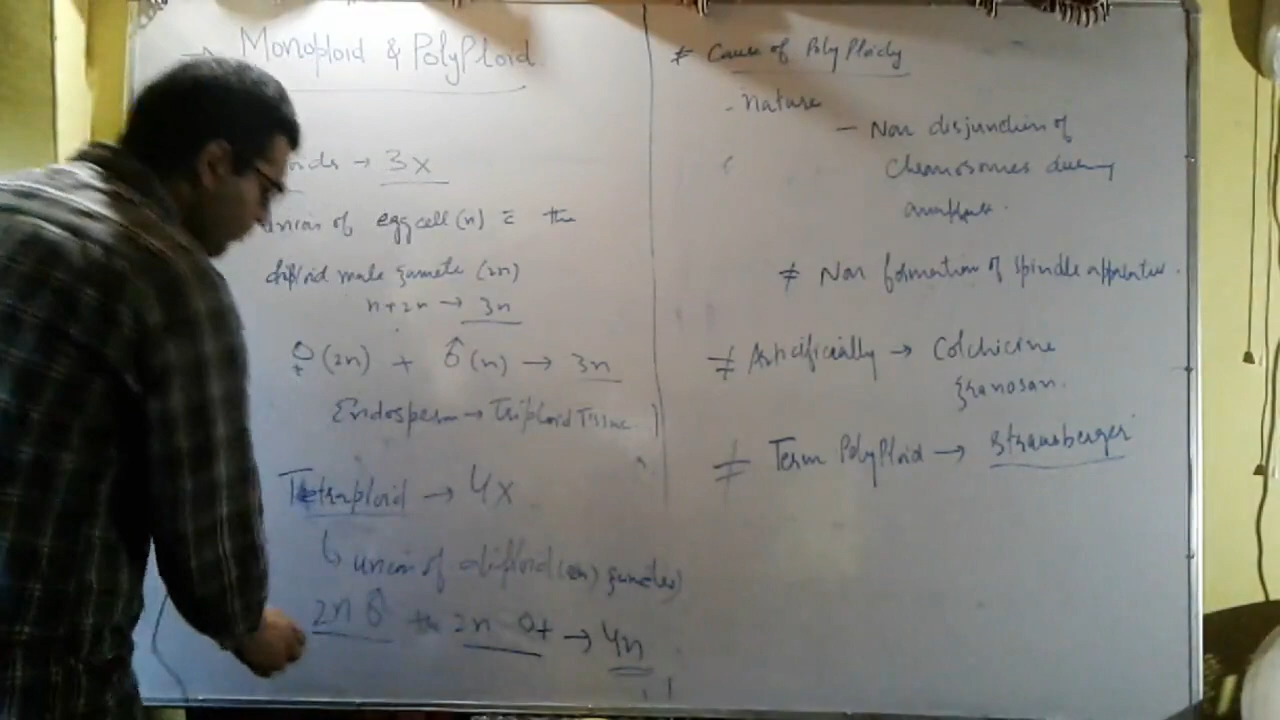 → Monoploid & PolyPloid
oids → 3x
union of egg cell (n) c̄ the
diploid male gamete (2n)
n+2n → 3n
♀ (2n) + ♂ (n) → 3n
Endosperm → Triploid Tissue
Tetraploid → 4x
↳ union of diploid (2n) gametes)
2n ♂ + 2n ♀ → 4n
≠ Cause of PolyPloidy
- Nature
- Non disjunction of
Chromosomes during
≠ Non formation of spindle apparatus.
≠ Artificially → Colchicine
granosan.
≠ Term PolyPloid → Strausberger